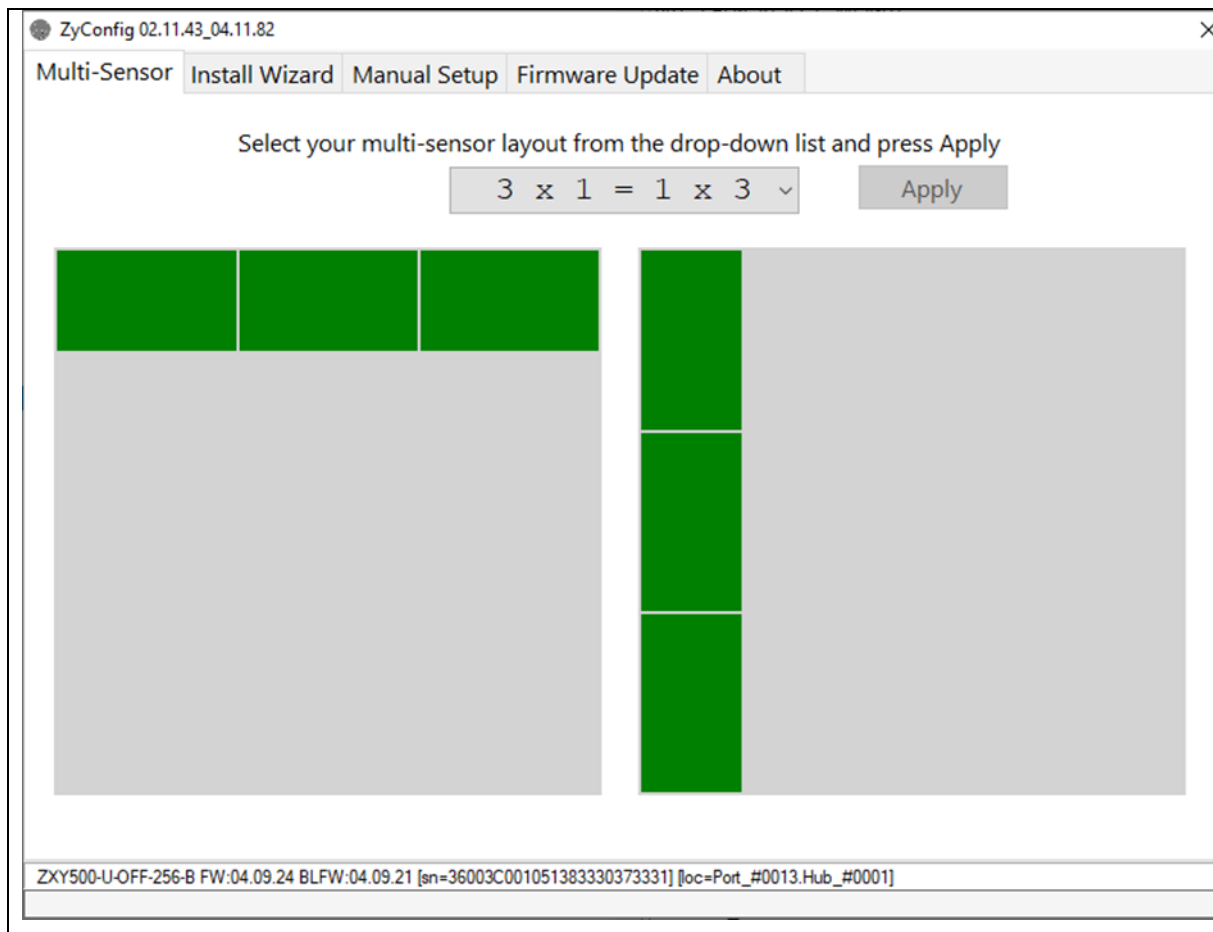 ZyConfig 02.11.43_04.11.82
Multi-Sensor Install Wizard Manual Setup Firmware Update About
Select your multi-sensor layout from the drop-down list and press Apply
3 x 1 = 1 x 3 Apply
ZXY500-U-OFF-256-B FW:04.09.24 BLFW:04.09.21 [sn=36003C001051383330373331] [loc=Port_#0013.Hub_#0001]